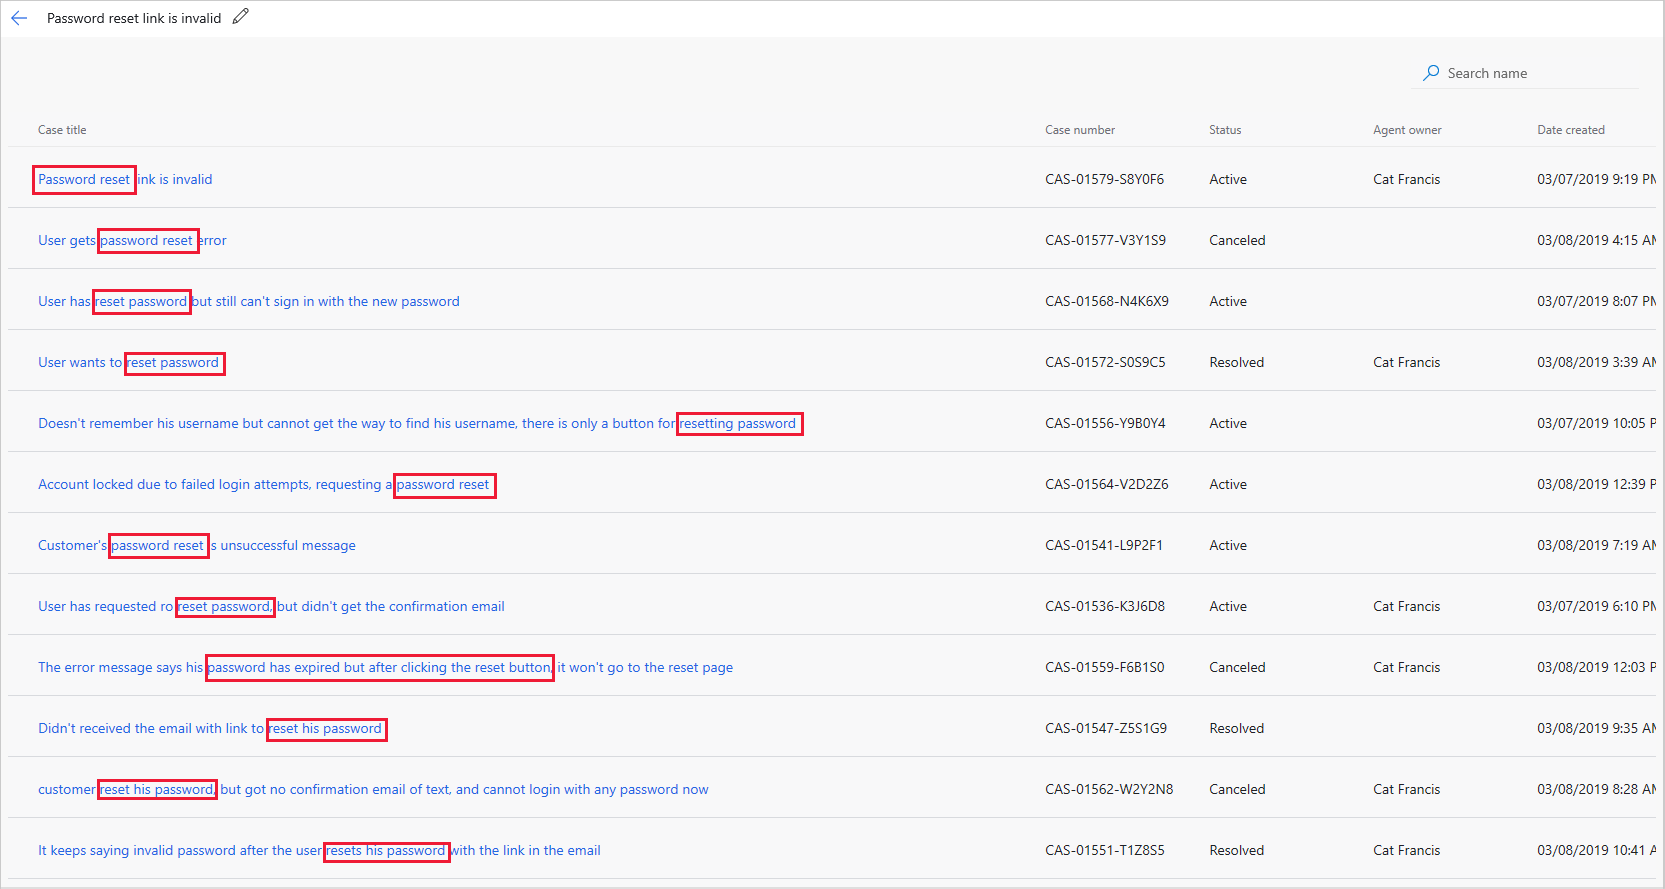 Password reset link is invalid
Search name
Case title Case number Status Agent owner Date created
Password reset link is invalid CAS-01579-S8Y0F6 Active Cat Francis 03/07/2019 9:19 PM
User gets password reset error CAS-01577-V3Y1S9 Canceled 03/08/2019 4:15 AM
User has reset password but still can't sign in with the new password CAS-01568-N4K6X9 Active 03/07/2019 8:07 PM
User wants to reset password CAS-01572-S0S9C5 Resolved Cat Francis 03/08/2019 3:39 AM
Doesn't remember his username but cannot get the way to find his username, there is only a button for resetting password CAS-01556-Y9B0Y4 Active 03/07/2019 10:05 P
Account locked due to failed login attempts, requesting a password reset CAS-01564-V2D2Z6 Active 03/08/2019 12:39 P
Customer's password reset is unsuccessful message CAS-01541-L9P2F1 Active 03/08/2019 7:19 AM
User has requested ro reset password, but didn't get the confirmation email CAS-01536-K3J6D8 Active Cat Francis 03/07/2019 6:10 PM
The error message says his password has expired but after clicking the reset button, it won't go to the reset page CAS-01559-F6B1S0 Canceled Cat Francis 03/08/2019 12:03 P
Didn't received the email with link to reset his password CAS-01547-Z5S1G9 Resolved 03/08/2019 9:35 AM
customer reset his password, but got no confirmation email of text, and cannot login with any password now CAS-01562-W2Y2N8 Canceled Cat Francis 03/08/2019 8:28 AM
It keeps saying invalid password after the user resets his password with the link in the email CAS-01551-T1Z8S5 Resolved Cat Francis 03/08/2019 10:41 A